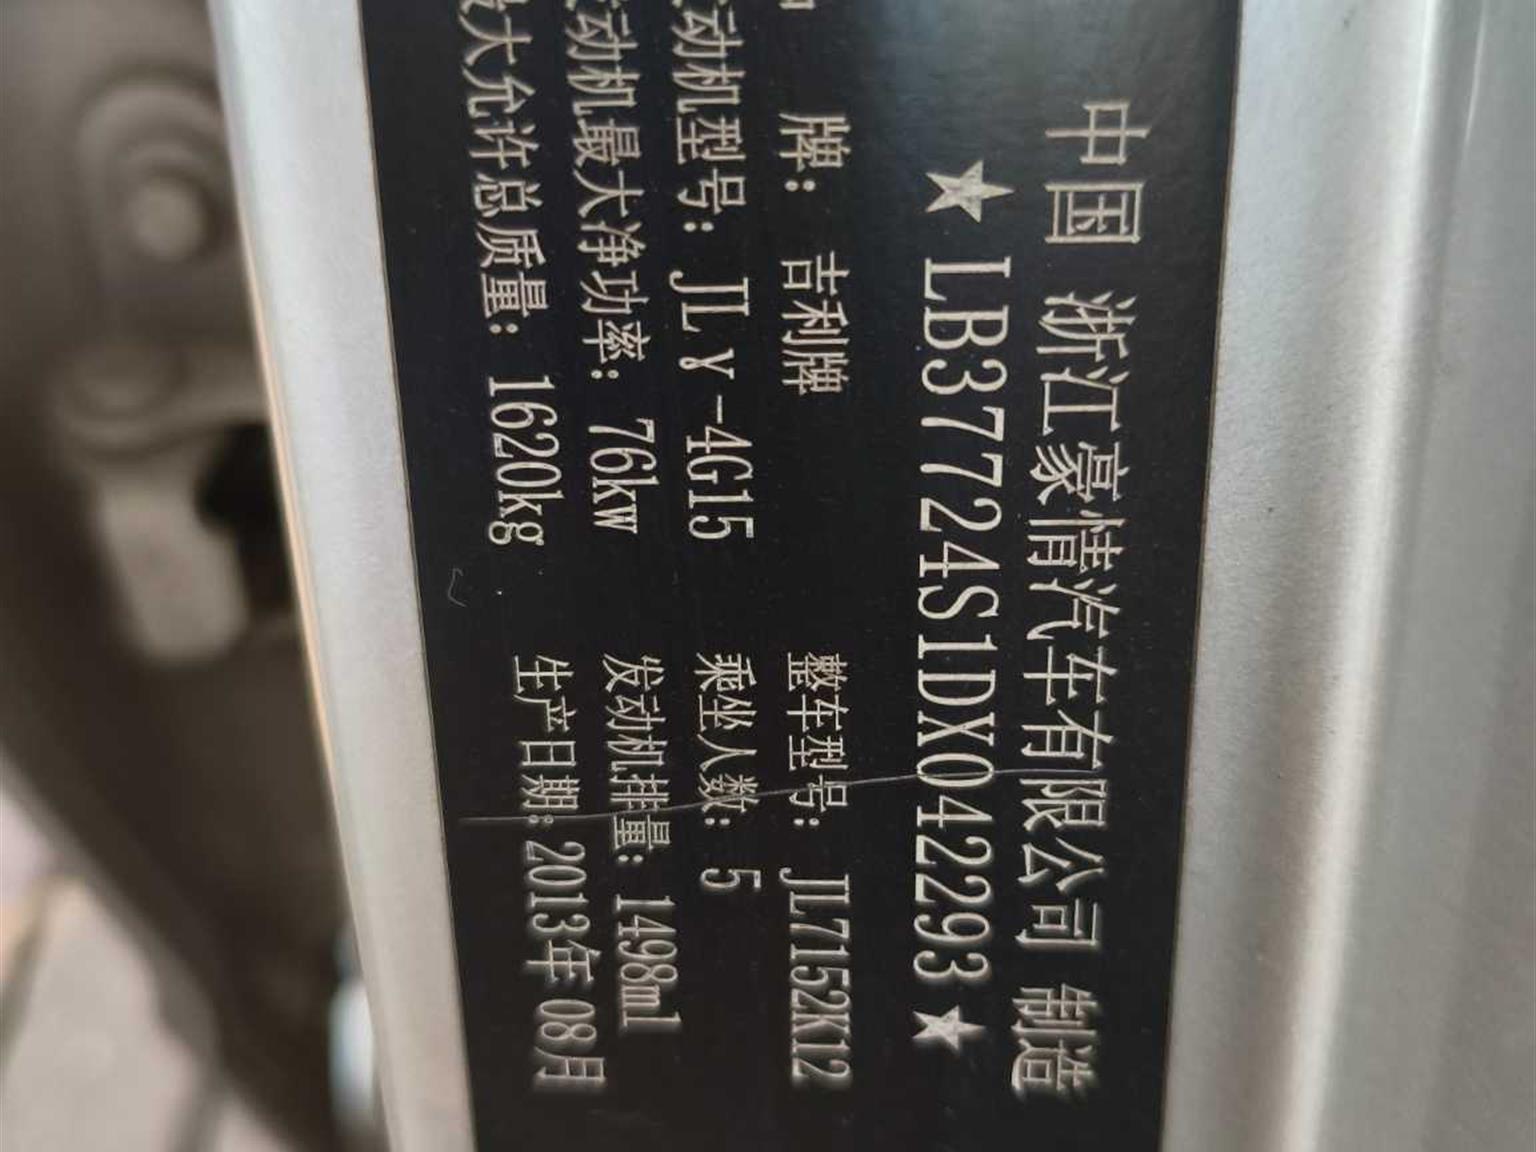 中国 浙江豪情汽车有限公司 制造
★LB37724S1DX042293★
牌: 吉利牌 整车型号: JL7152K12
发动机型号: JLγ-4G15 乘坐人数: 5
发动机最大净功率: 76kw 发动机排量: 1498ml
最大允许总质量: 1620kg 生产日期: 2013年08月